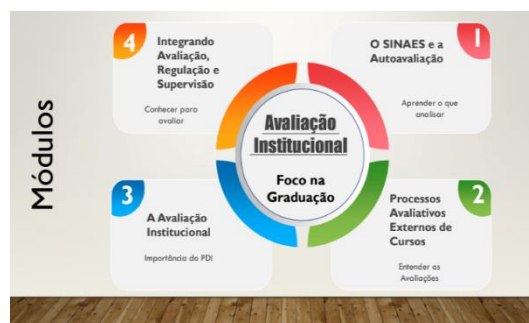 Módulos
4
Integrando
Avaliação,
Regulação e
Supervisão
Conhecer para
avaliar
1
O SINAES e a
Autoavaliação
Aprender o que
analisar
Avaliação
Institucional
Foco na
Graduação
3
A Avaliação
Institucional
Importância do PDI
2
Processos
Avaliativos
Externos de
Cursos
Entender as
Avaliações